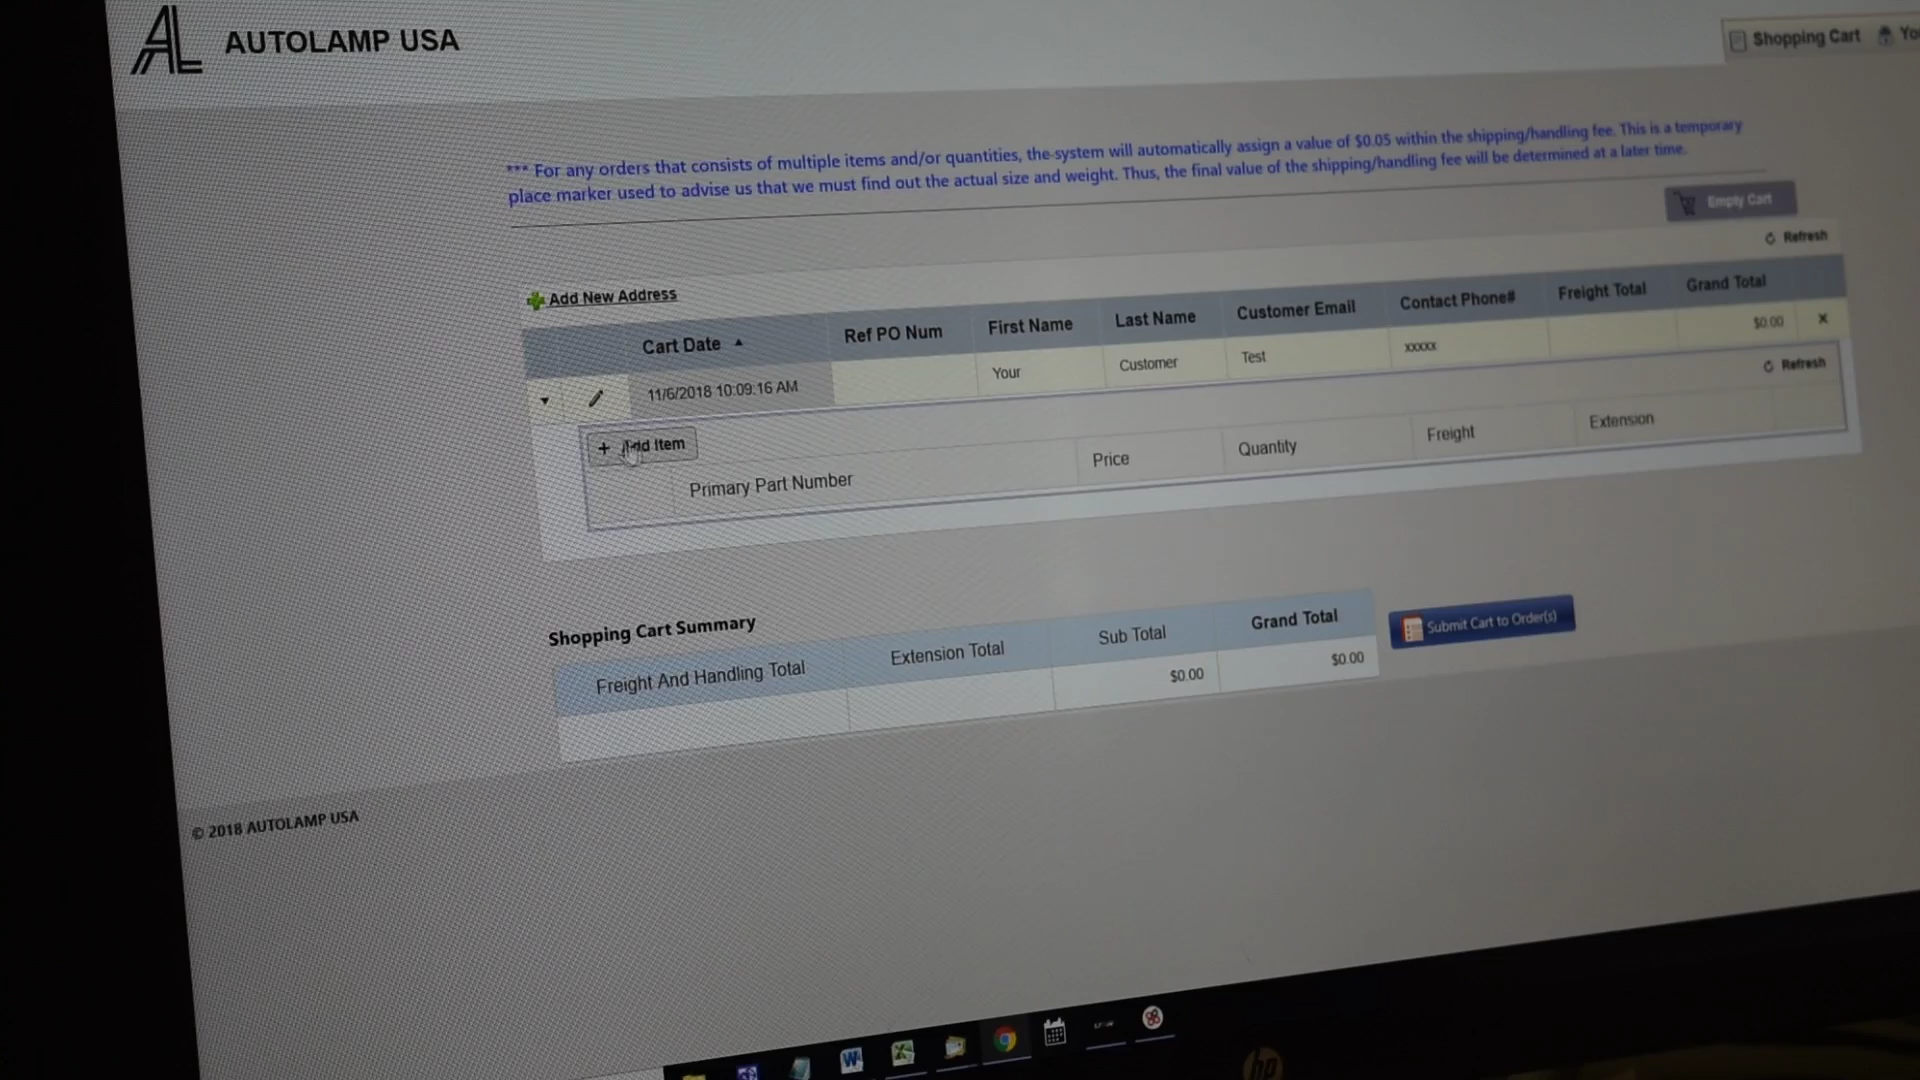 AL AUTOLAMP USA
Shopping Cart
*** For any orders that consists of multiple items and/or quantities, the system will automatically assign a value of $0.05 within the shipping/handling fee. This is a temporary
place marker used to advise us that we must find out the actual size and weight. Thus, the final value of the shipping/handling fee will be determined at a later time.
Empty Cart
Refresh
Add New Address
Cart Date Ref PO Num First Name Last Name Customer Email Contact Phone# Freight Total Grand Total
11/6/2018 10:09:16 AM Your Customer Test xxxxx $0.00
Refresh
+ Add Item
Primary Part Number Price Quantity Freight Extension
Shopping Cart Summary
Freight And Handling Total Extension Total Sub Total Grand Total
$0.00 $0.00
Submit Cart to Order(s)
© 2018 AUTOLAMP USA
hp